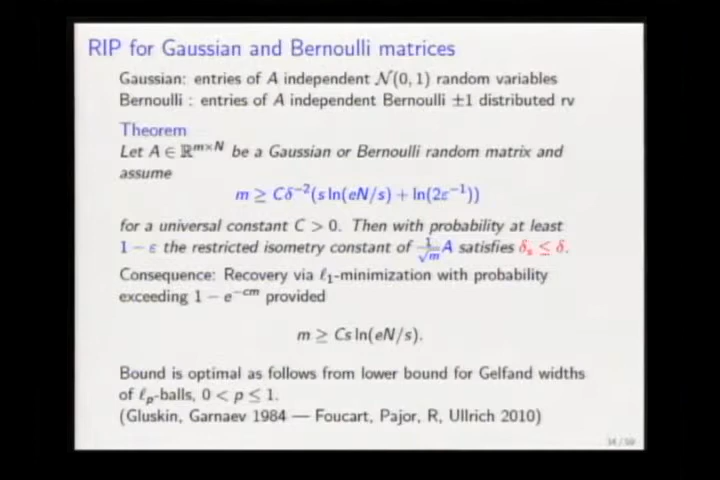 RIP for Gaussian and Bernoulli matrices
Gaussian: entries of A independent 𝒩(0, 1) random variables
Bernoulli : entries of A independent Bernoulli ±1 distributed rv
Theorem
Let A ∈ ℝ^{m×N} be a Gaussian or Bernoulli random matrix and
assume
m ≥ Cδ^{−2}(s ln(eN/s) + ln(2ε^{−1}))
for a universal constant C > 0. Then with probability at least
1 − ε the restricted isometry constant of \frac{1}{\sqrt{m}} A satisfies δ_s ≤ δ.
Consequence: Recovery via ℓ_1-minimization with probability
exceeding 1 − e^{−cm} provided
m ≥ Cs ln(eN/s).
Bound is optimal as follows from lower bound for Gelfand widths
of ℓ_p-balls, 0 < p ≤ 1.
(Gluskin, Garnaev 1984 — Foucart, Pajor, R, Ullrich 2010)